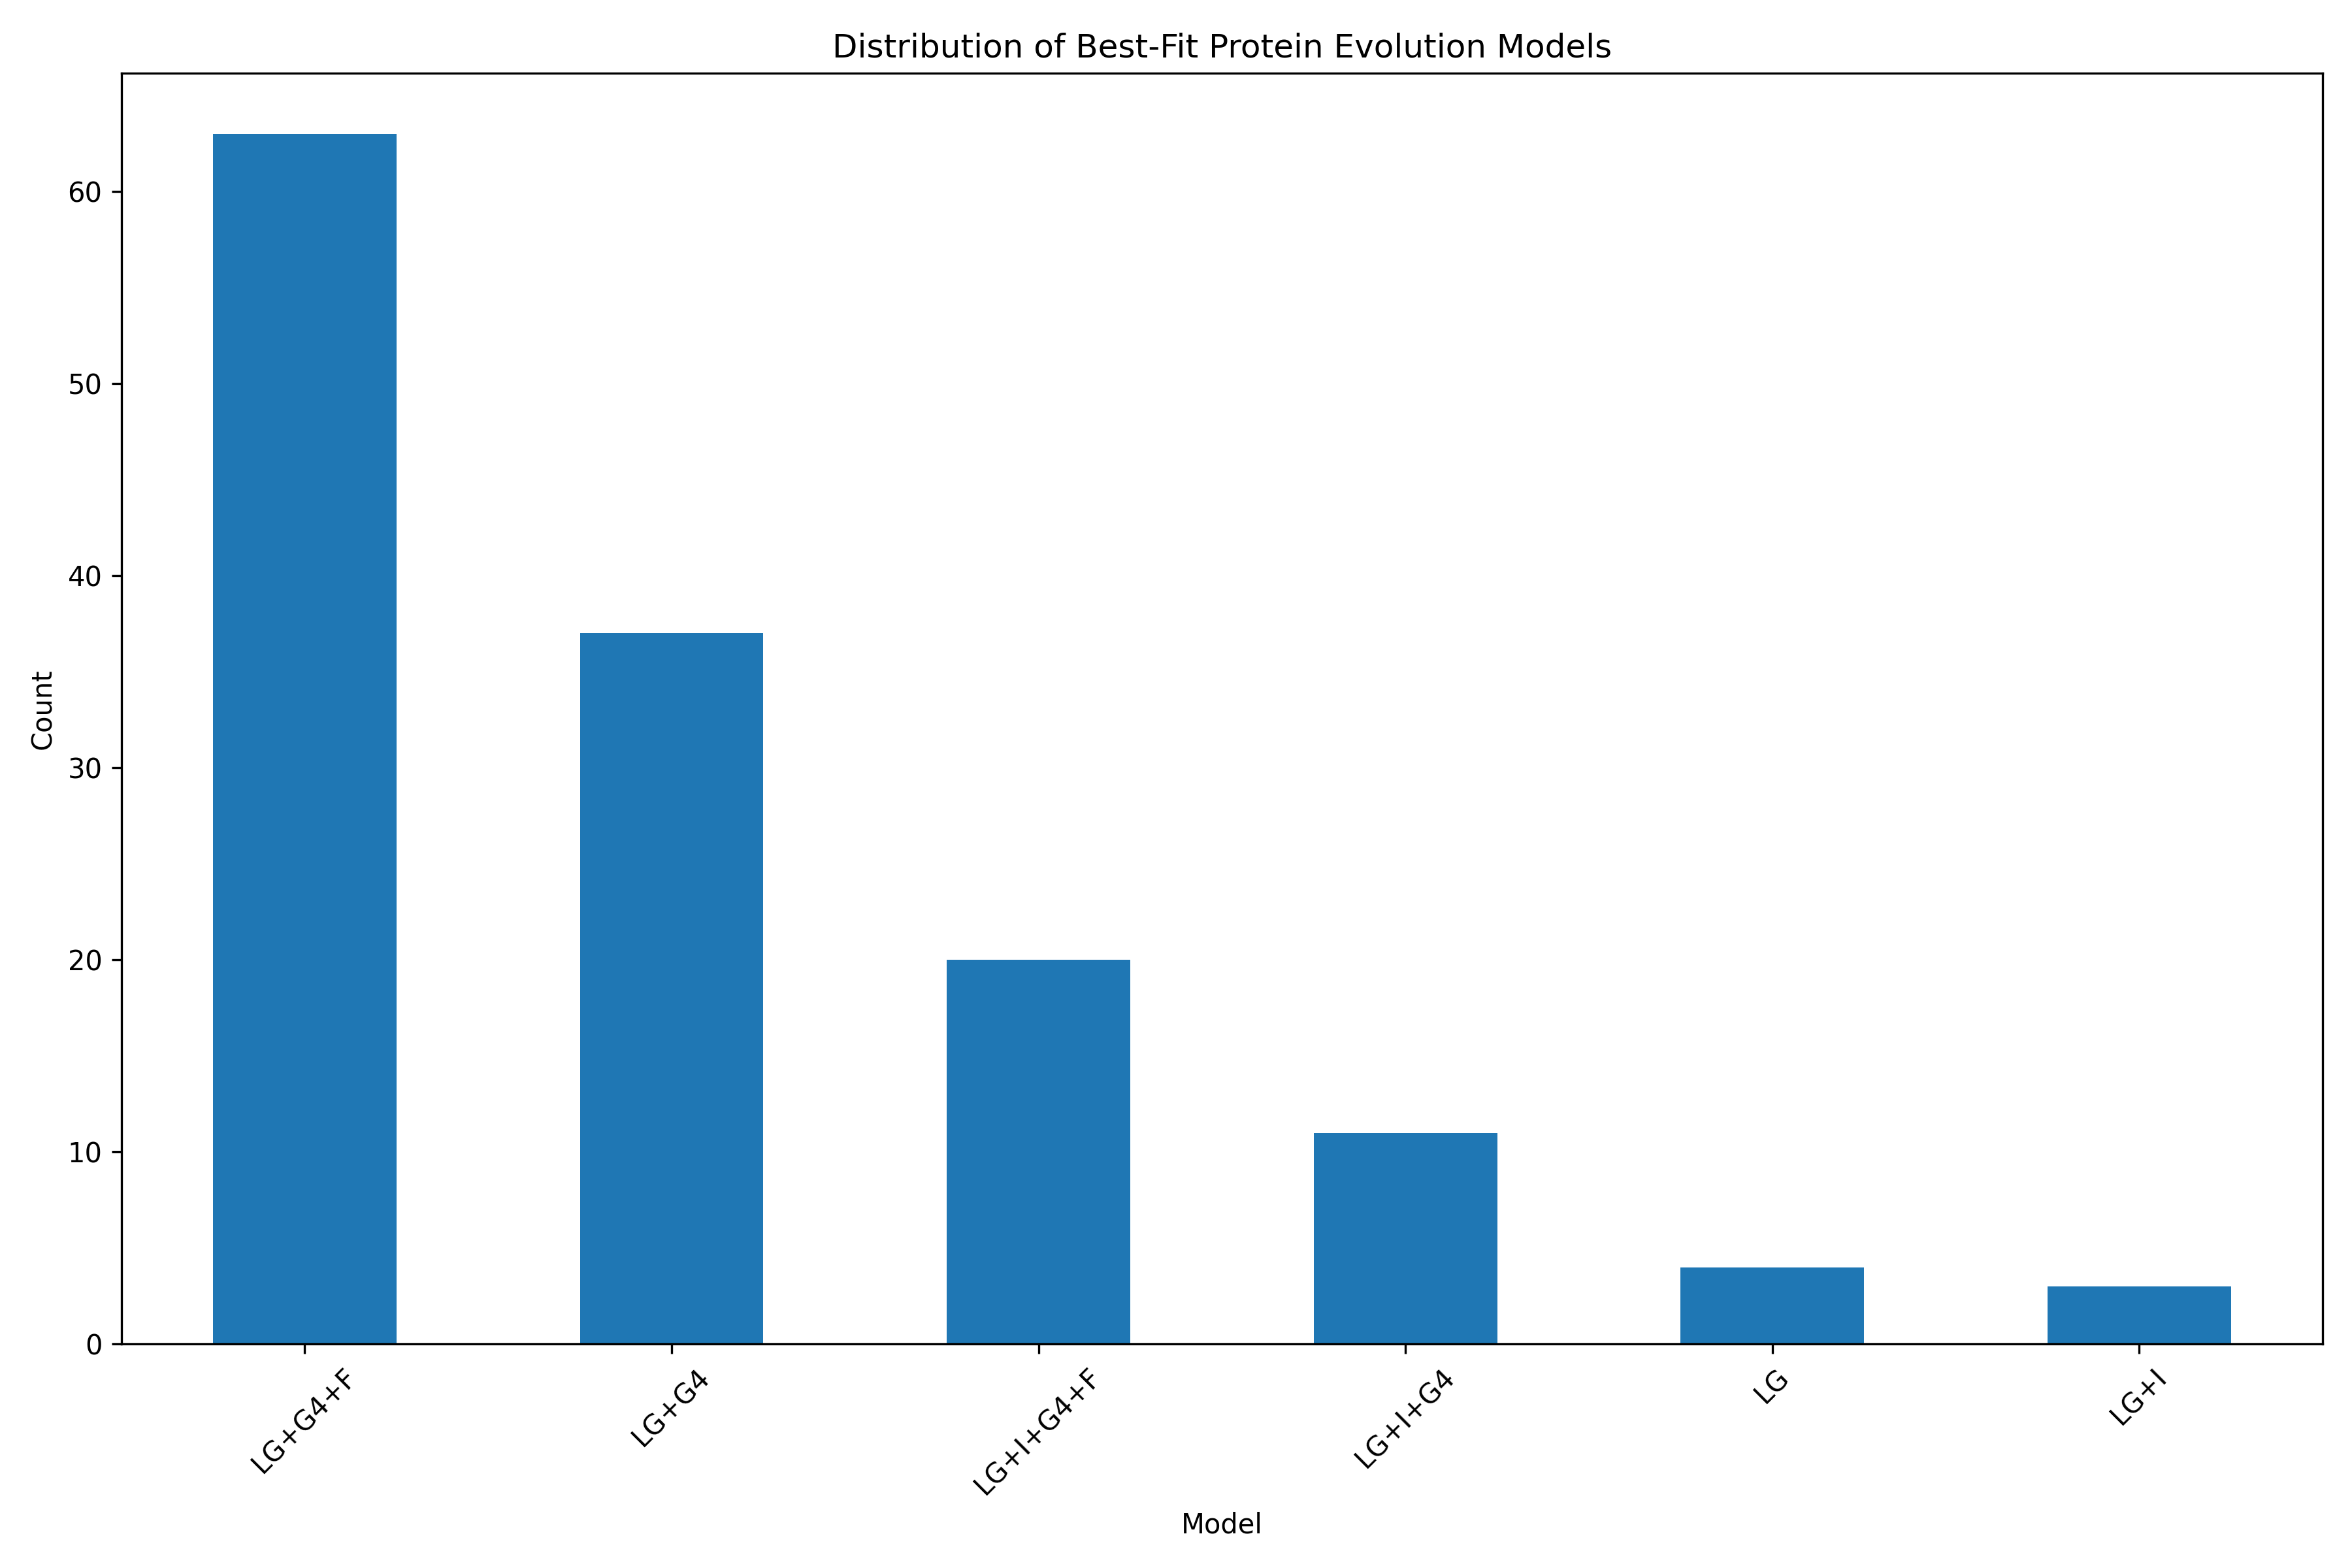 Distribution of Best-Fit Protein Evolution Models
Count
60
50
40
30
20
10
0
LG+G4+F
LG+G4
LG+I+G4+F
LG+I+G4
LG
LG+I
Model